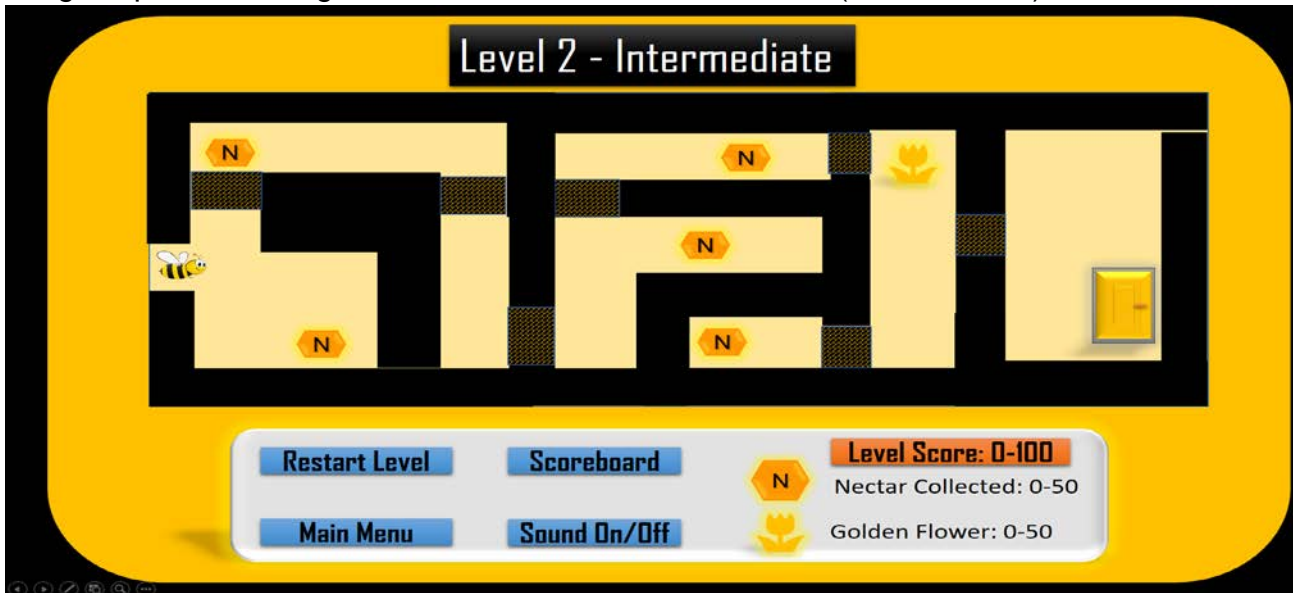 Level 2 - Intermediate
N
N
N
N
N
Restart Level
Scoreboard
Main Menu
Sound On/Off
N
Level Score: 0-100
Nectar Collected: 0-50
Golden Flower: 0-50